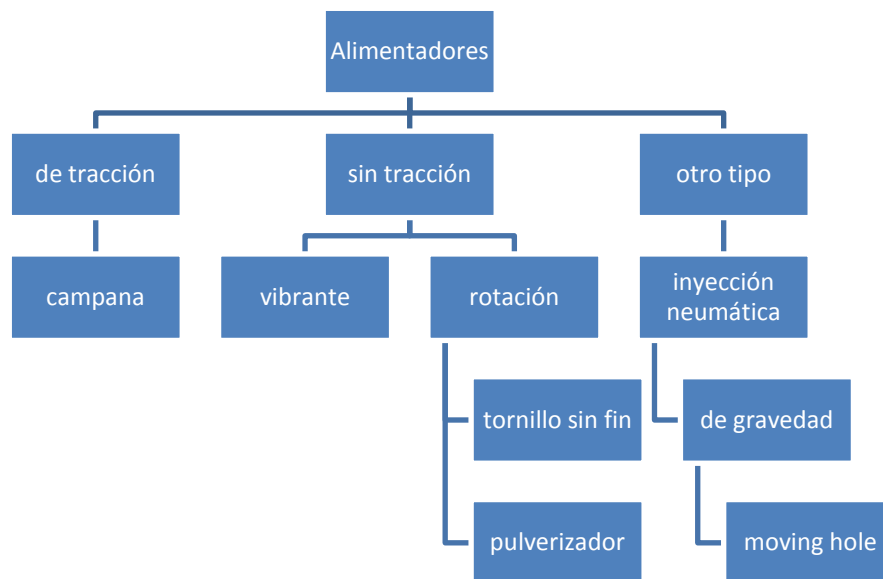 Alimentadores
de tracción
sin tracción
otro tipo
campana
vibrante
rotación
inyección
neumática
tornillo sin fin
de gravedad
pulverizador
moving hole